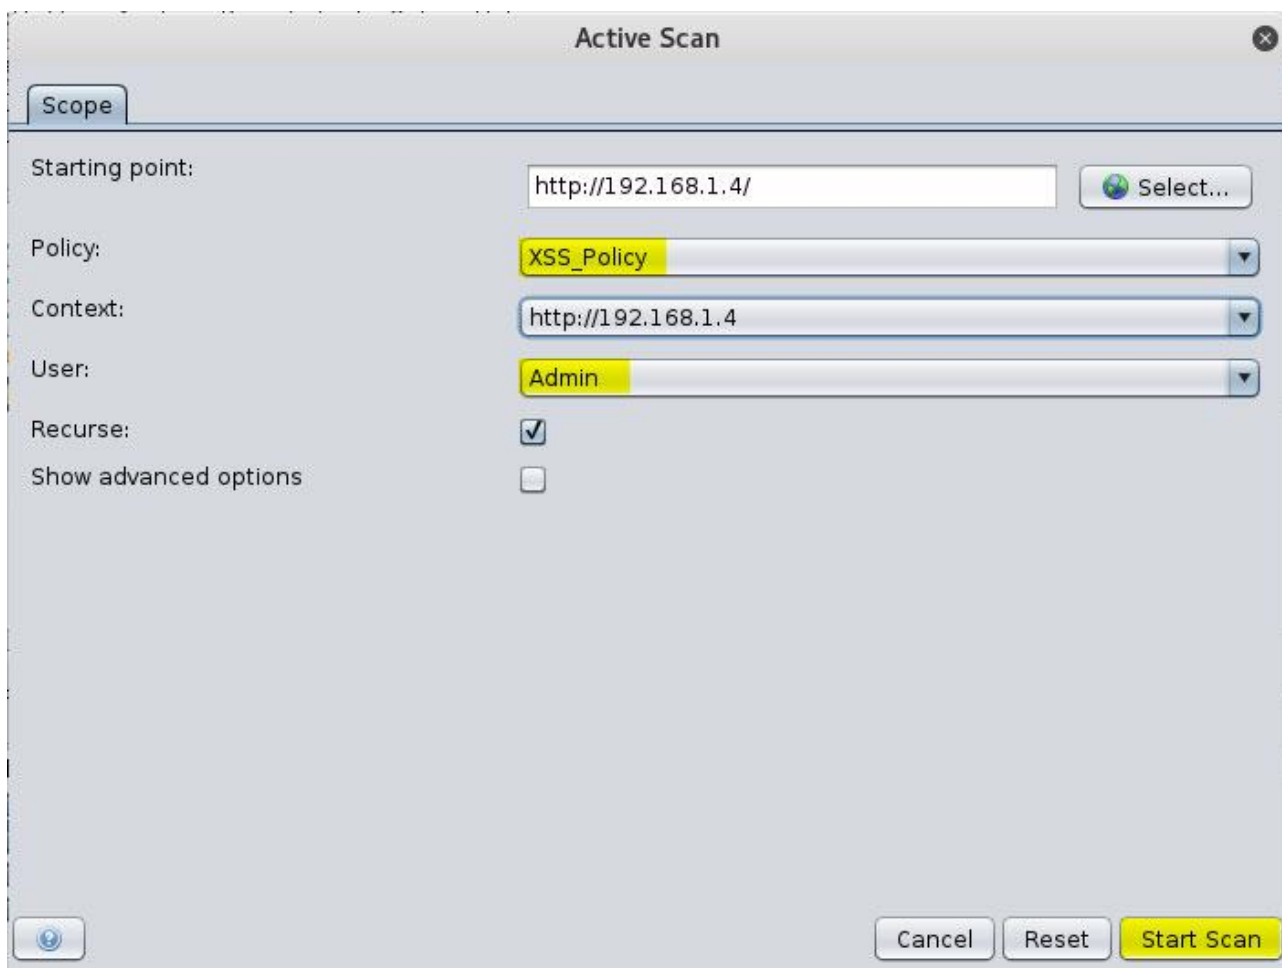 Active Scan
Scope
Starting point:
http://192.168.1.4/
Select...
Policy:
XSS_Policy
Context:
http://192.168.1.4
User:
Admin
Recurse:
Show advanced options
Cancel
Reset
Start Scan